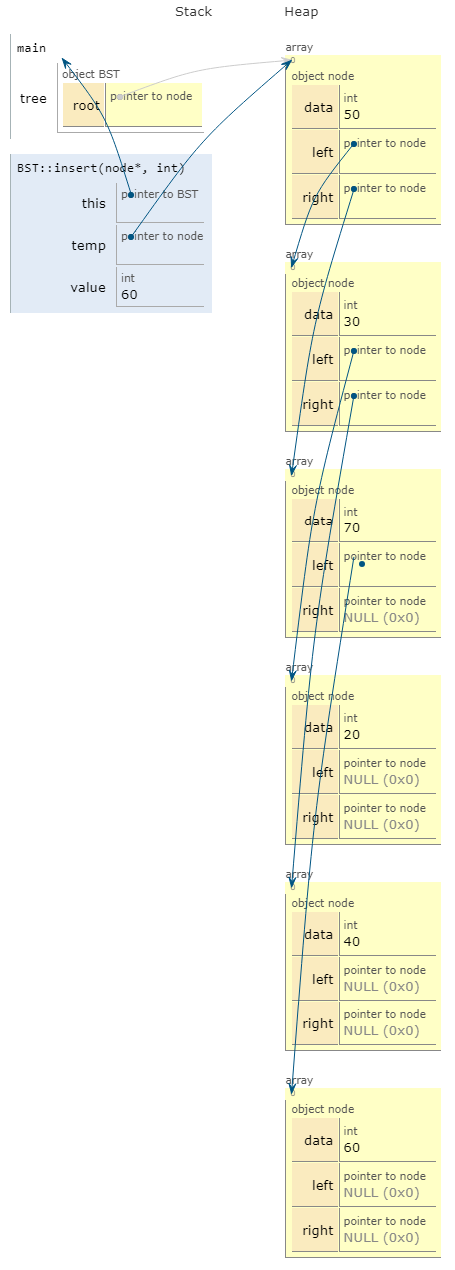 Stack Heap
main
tree
object BST
root
pointer to node
BST::insert(node*, int)
this
pointer to BST
temp
pointer to node
value
int
60
array
0
object node
data
int
50
left
pointer to node
right
pointer to node
array
0
object node
data
int
30
left
pointer to node
right
pointer to node
array
0
object node
data
int
70
left
pointer to node
right
pointer to node
NULL (0x0)
array
0
object node
data
int
20
left
pointer to node
NULL (0x0)
right
pointer to node
NULL (0x0)
array
0
object node
data
int
40
left
pointer to node
NULL (0x0)
right
pointer to node
NULL (0x0)
array
0
object node
data
int
60
left
pointer to node
NULL (0x0)
right
pointer to node
NULL (0x0)